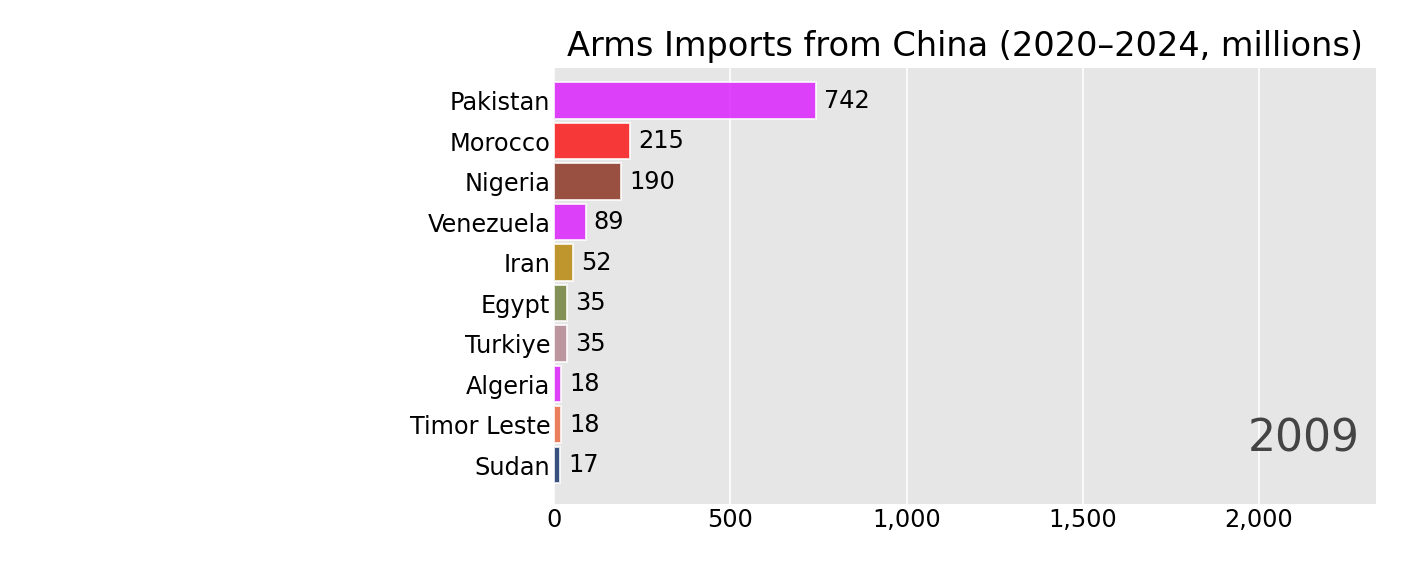 Arms Imports from China (2020–2024, millions)
Pakistan 742
Morocco 215
Nigeria 190
Venezuela 89
Iran 52
Egypt 35
Turkiye 35
Algeria 18
Timor Leste 18
2009
Sudan 17
0 500 1,000 1,500 2,000